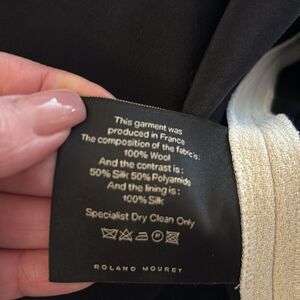 This garment was
produced in France
The composition of the fabric is:
100% Wool
And the contrast is:
50% Silk 50% Polyamide
And the lining is:
100% Silk
Specialist Dry Clean Only
ROLAND MOURET